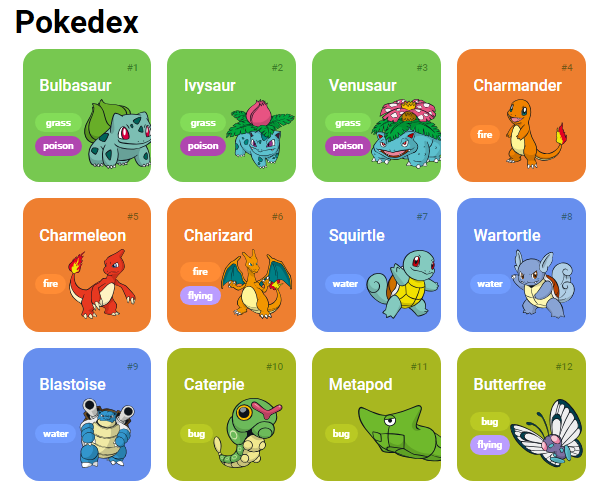 Pokedex
#1
Bulbasaur
grass
poison
#2
Ivysaur
grass
poison
#3
Venusaur
grass
poison
#4
Charmander
fire
#5
Charmeleon
fire
#6
Charizard
fire
flying
#7
Squirtle
water
#8
Wartortle
water
#9
Blastoise
water
#10
Caterpie
bug
#11
Metapod
bug
#12
Butterfree
bug
flying